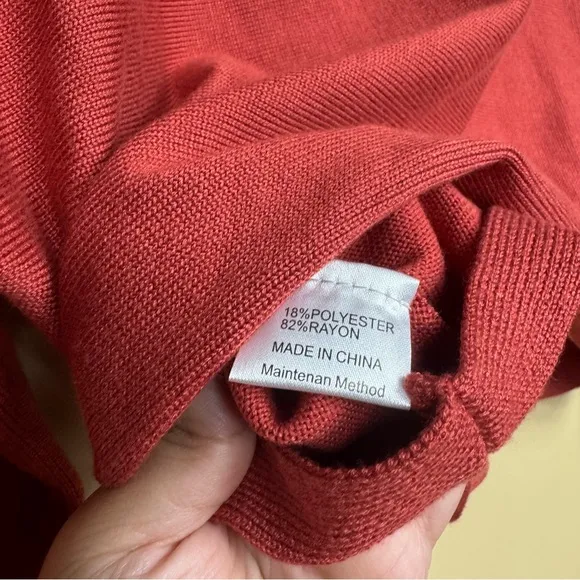 18%POLYESTER
82%RAYON
MADE IN CHINA
Maintenan Method